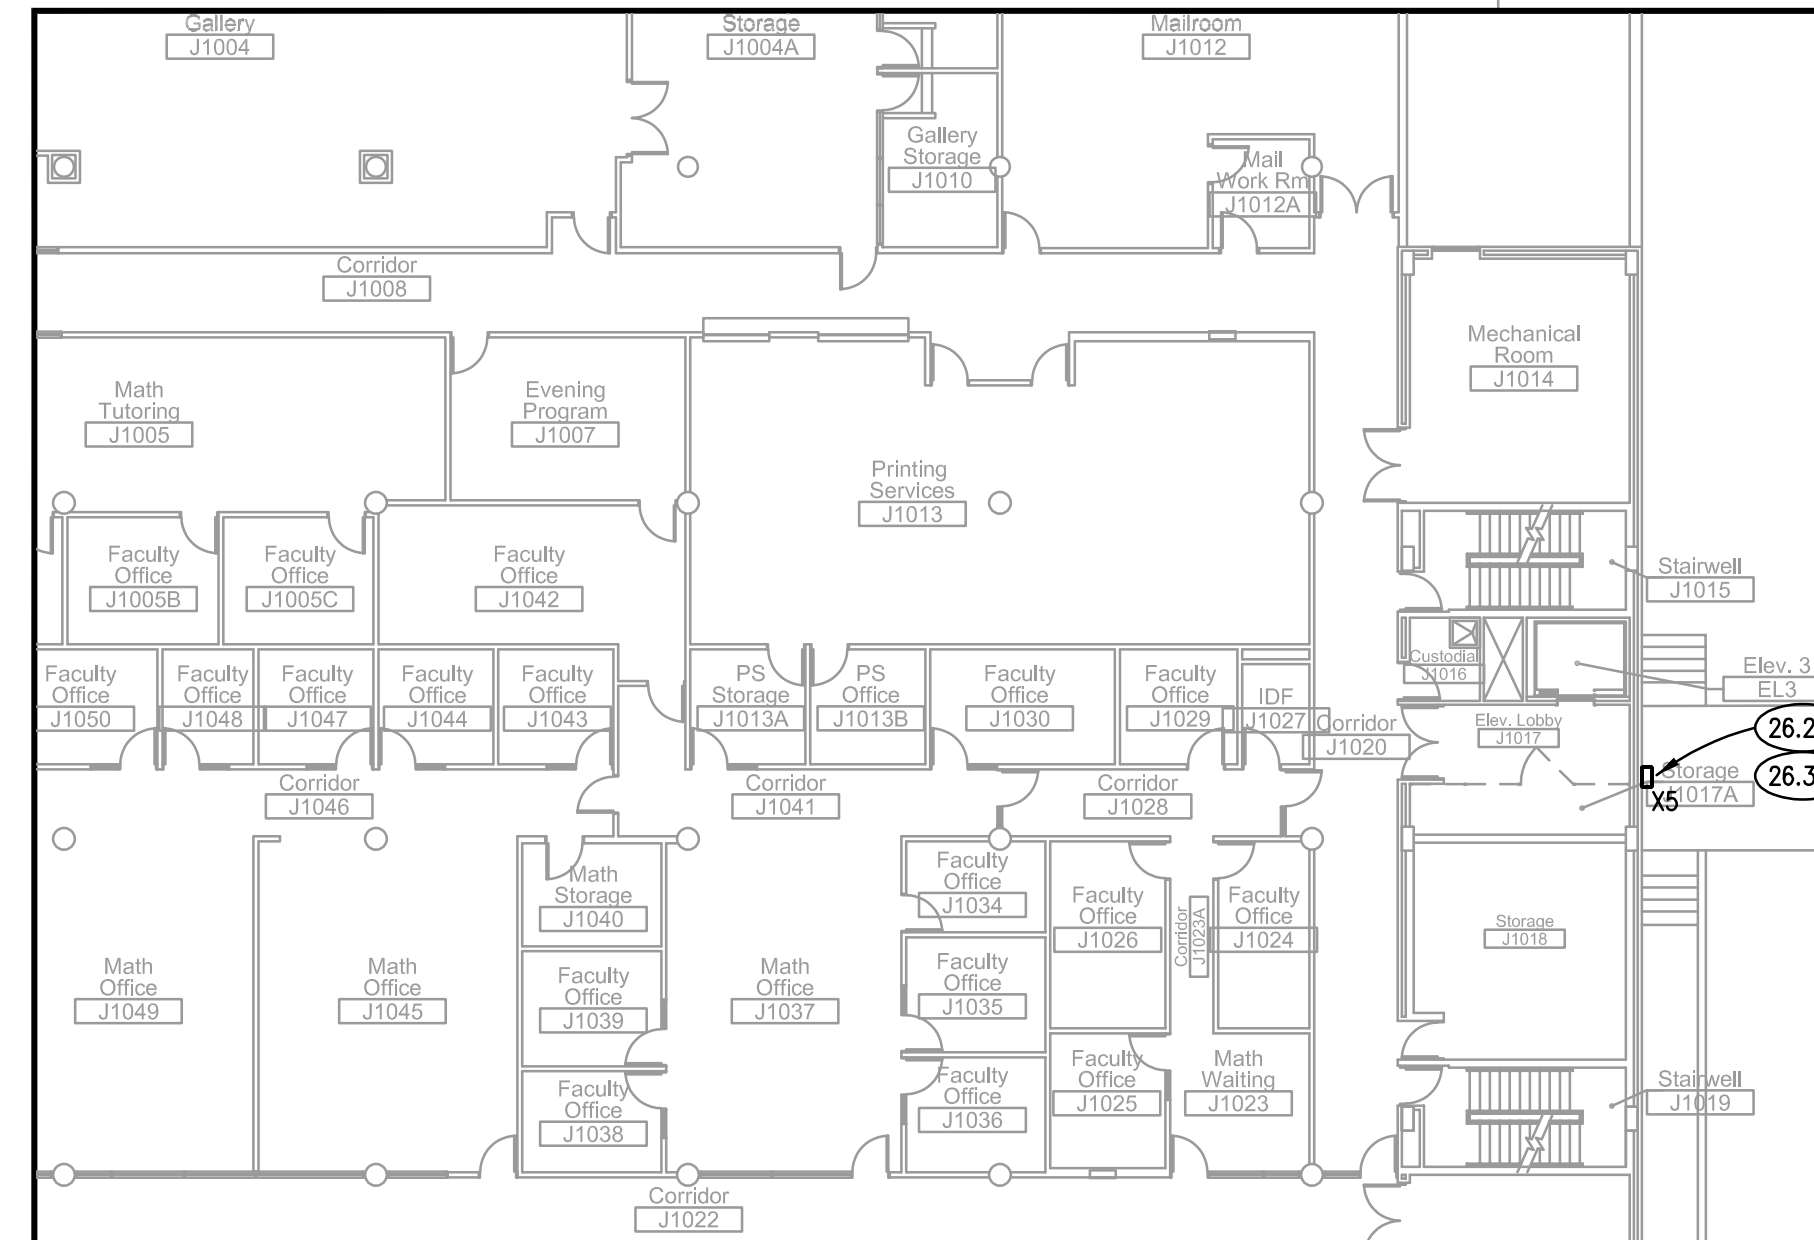 Gallery
J1004
Storage
J1004A
Mailroom
J1012
Gallery
Storage
J1010
Mail
Work Rm
J1012A
Corridor
J1008
Mechanical
Room
J1014
Math
Tutoring
J1005
Evening
Program
J1007
Printing
Services
J1013
Faculty
Office
J1005B
Faculty
Office
J1005C
Faculty
Office
J1042
Stairwell
J1015
Faculty
Office
J1050
Faculty
Office
J1048
Faculty
Office
J1047
Faculty
Office
J1044
Faculty
Office
J1043
PS
Storage
J1013A
PS
Office
J1013B
Faculty
Office
J1030
Faculty
Office
J1029
IDF
J1027
Corridor
J1020
Custodial
J1016
Elev. 3
EL3
Elev. Lobby
J1017
26.2
26.3
Storage
J1017A
X5
Corridor
J1046
Corridor
J1041
Corridor
J1028
Math
Storage
J1040
Faculty
Office
J1034
Faculty
Office
J1026
Corridor
J1023A
Faculty
Office
J1024
Storage
J1018
Math
Office
J1049
Math
Office
J1045
Faculty
Office
J1039
Math
Office
J1037
Faculty
Office
J1035
Faculty
Office
J1038
Faculty
Office
J1036
Faculty
Office
J1025
Math
Waiting
J1023
Stairwell
J1019
Corridor
J1022